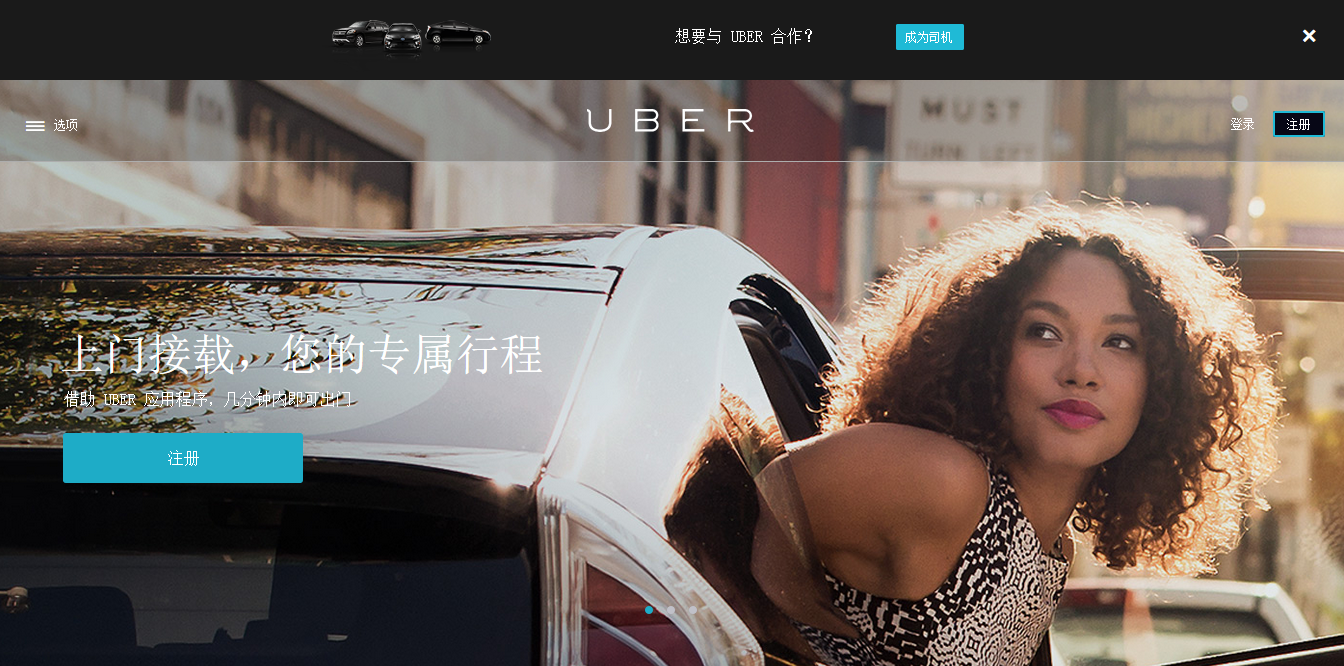 想要与 UBER 合作？
成为司机
选项
UBER
登录
注册
MUST
TURN LEFT
上门接载，您的专属行程
借助 UBER 应用程序，几分钟内即可出门
注册